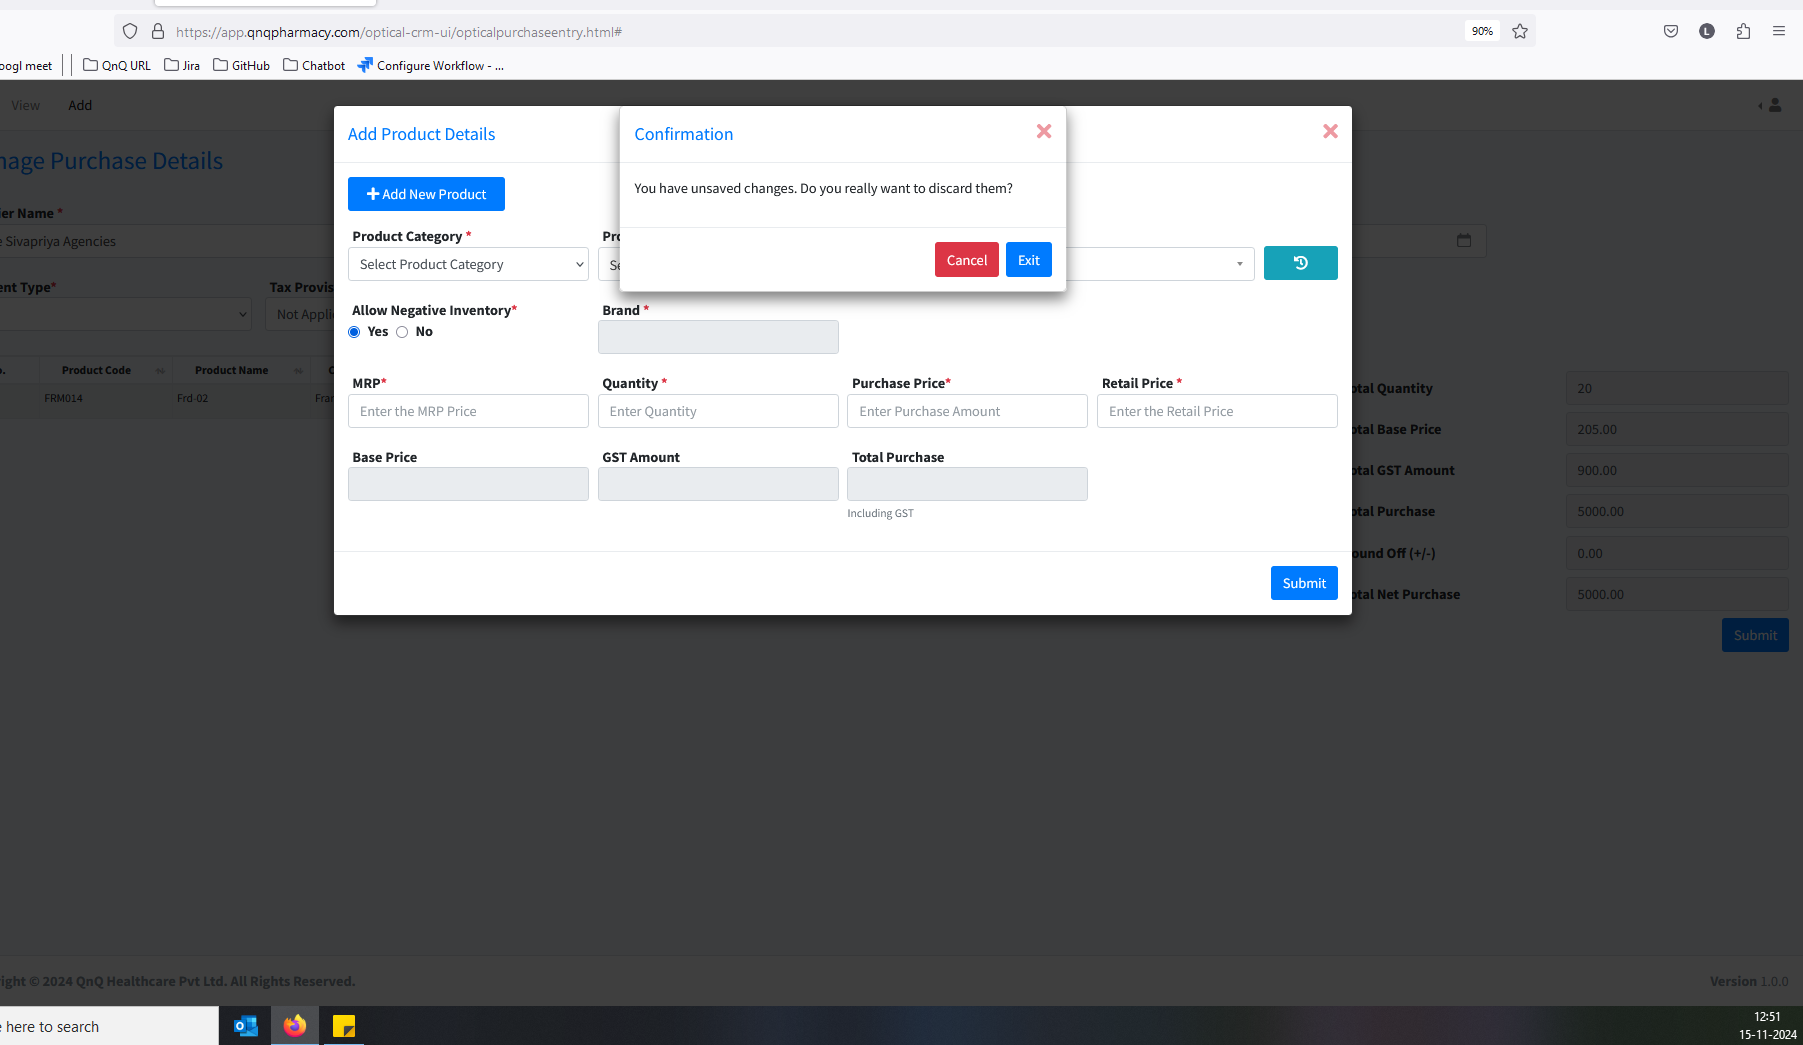 https://app.qnqpharmacy.com/optical-crm-ui/opticalpurchaseentry.html#
90%
L
oogl meet
QnQ URL
Jira
GitHub
Chatbot
Configure Workflow - ...
View
Add
nage Purchase Details
ier Name *
e Sivapriya Agencies
ent Type*
Tax Provis
Not Appli
Product Code
Product Name
FRM014
Frd-02
Fran
Add Product Details
Add New Product
Product Category *
Pro
Select Product Category
Se
Confirmation
You have unsaved changes. Do you really want to discard them?
Cancel
Exit
Allow Negative Inventory*
Brand *
Yes
No
MRP*
Quantity *
Purchase Price*
Retail Price *
Enter the MRP Price
Enter Quantity
Enter Purchase Amount
Enter the Retail Price
Base Price
GST Amount
Total Purchase
Including GST
Submit
otal Quantity
20
otal Base Price
205.00
otal GST Amount
900.00
otal Purchase
5000.00
ound Off (+/-)
0.00
otal Net Purchase
5000.00
Submit
ight © 2024 QnQ Healthcare Pvt Ltd. All Rights Reserved.
Version 1.0.0
e here to search
12:51
15-11-2024